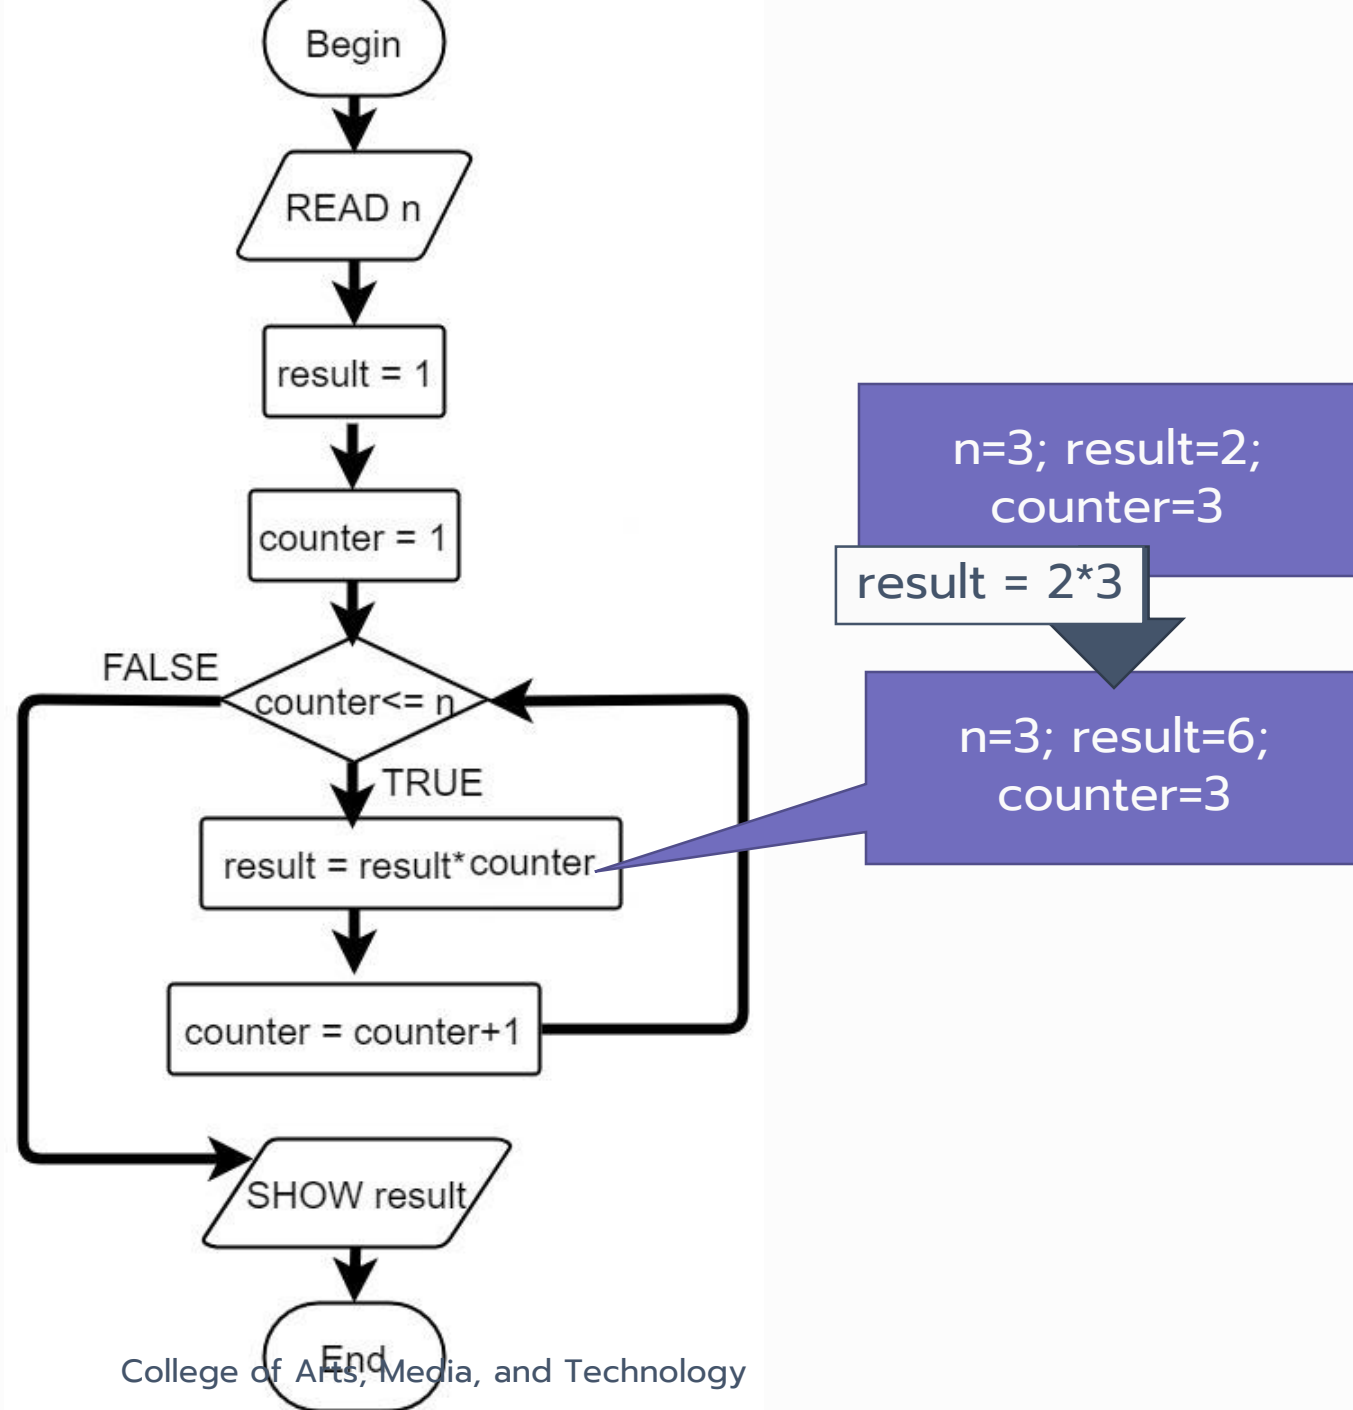 Begin
READ n
result = 1
counter = 1
FALSE
counter<= n
TRUE
result = result*counter
counter = counter+1
SHOW result
End
College of Arts, Media, and Technology
n=3; result=2;
counter=3
result = 2*3
n=3; result=6;
counter=3